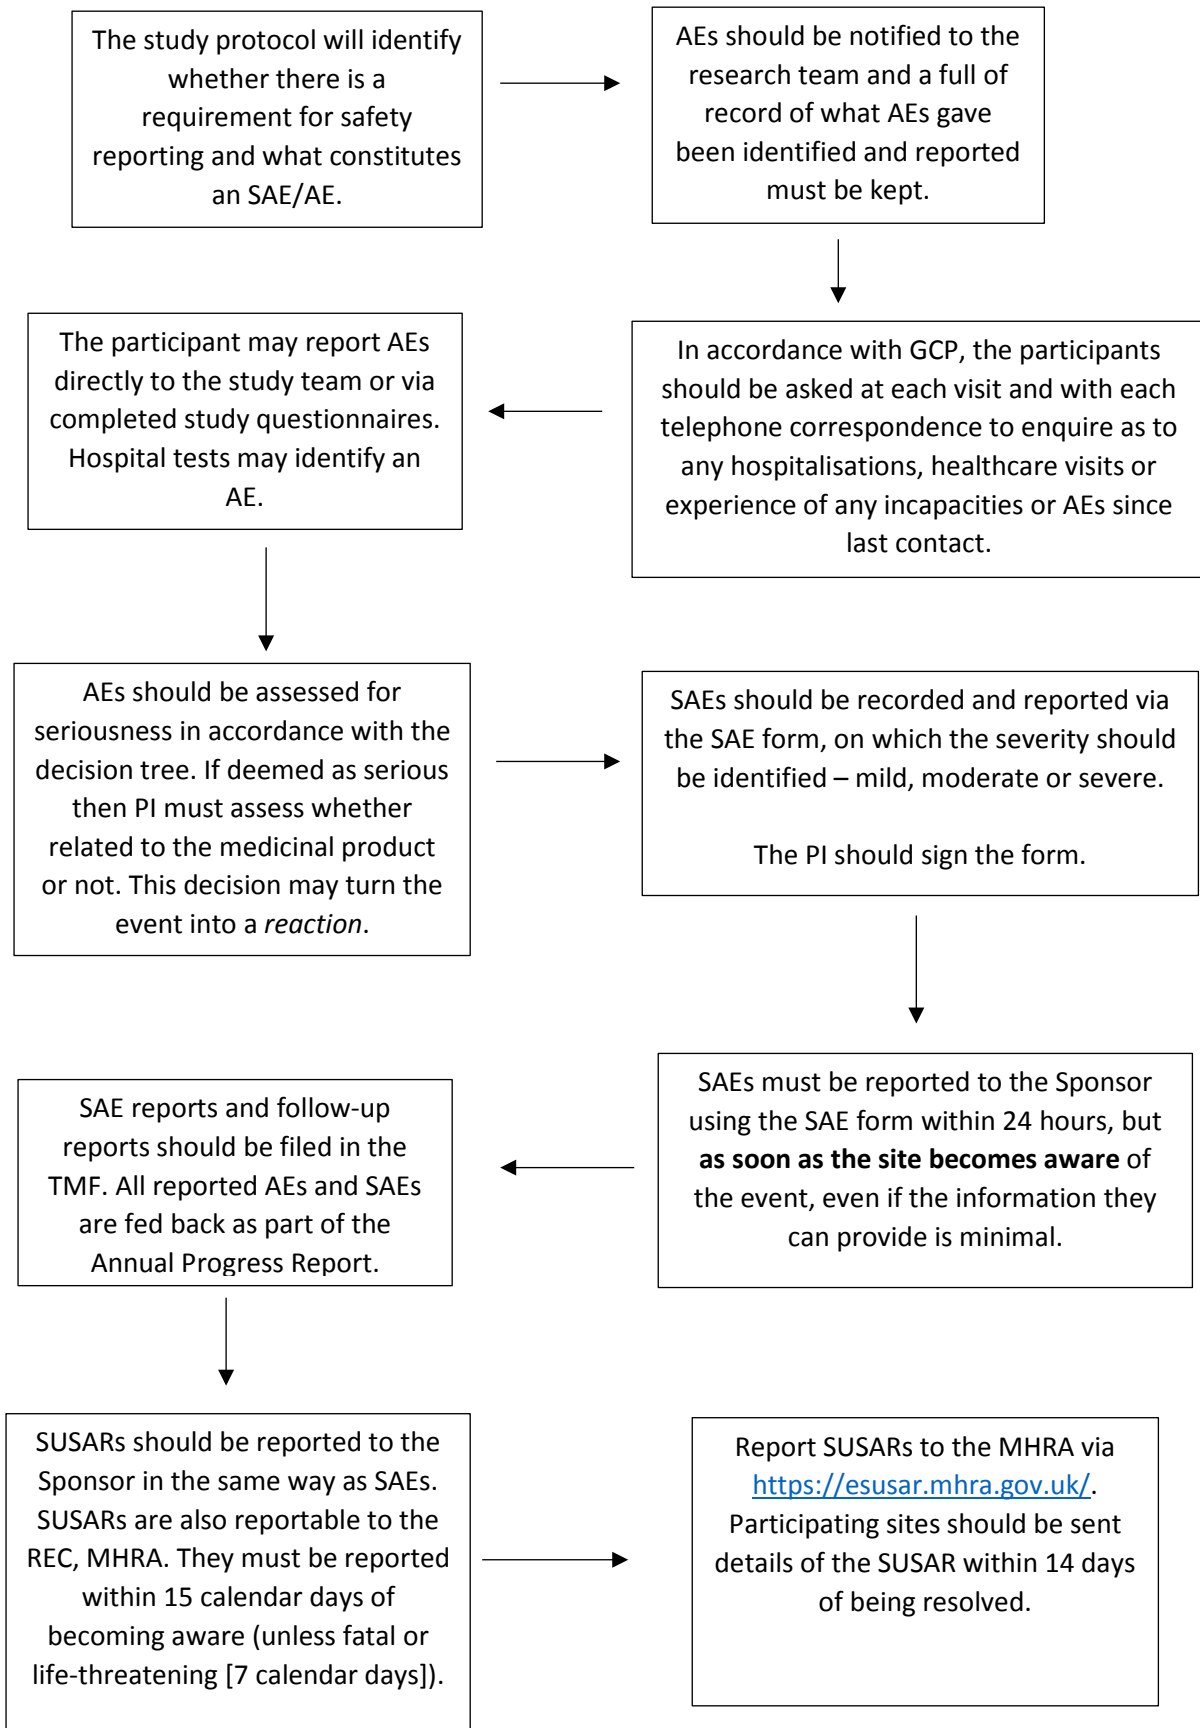 The study protocol will identify
whether there is a
requirement for safety
reporting and what constitutes
an SAE/AE.
AEs should be notified to the
research team and a full of
record of what AEs gave
been identified and reported
must be kept.
In accordance with GCP, the participants
should be asked at each visit and with each
telephone correspondence to enquire as to
any hospitalisations, healthcare visits or
experience of any incapacities or AEs since
last contact.
The participant may report AEs
directly to the study team or via
completed study questionnaires.
Hospital tests may identify an
AE.
AEs should be assessed for
seriousness in accordance with the
decision tree. If deemed as serious
then PI must assess whether
related to the medicinal product
or not. This decision may turn the
event into a reaction.
SAEs should be recorded and reported via
the SAE form, on which the severity should
be identified – mild, moderate or severe.
The PI should sign the form.
SAEs must be reported to the Sponsor
using the SAE form within 24 hours, but
as soon as the site becomes aware of
the event, even if the information they
can provide is minimal.
SAE reports and follow-up
reports should be filed in the
TMF. All reported AEs and SAEs
are fed back as part of the
Annual Progress Report.
SUSARs should be reported to the
Sponsor in the same way as SAEs.
SUSARs are also reportable to the
REC, MHRA. They must be reported
within 15 calendar days of
becoming aware (unless fatal or
life-threatening [7 calendar days]).
Report SUSARs to the MHRA via
https://esusar.mhra.gov.uk/.
Participating sites should be sent
details of the SUSAR within 14 days
of being resolved.